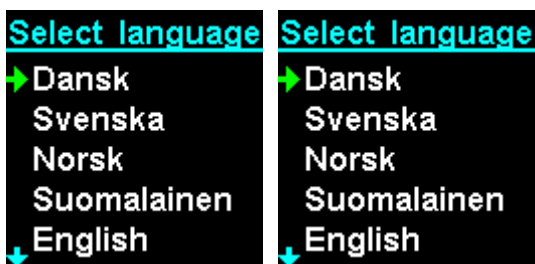 Select language
Dansk
Svenska
Norsk
Suomalainen
English
Select language
Dansk
Svenska
Norsk
Suomalainen
English